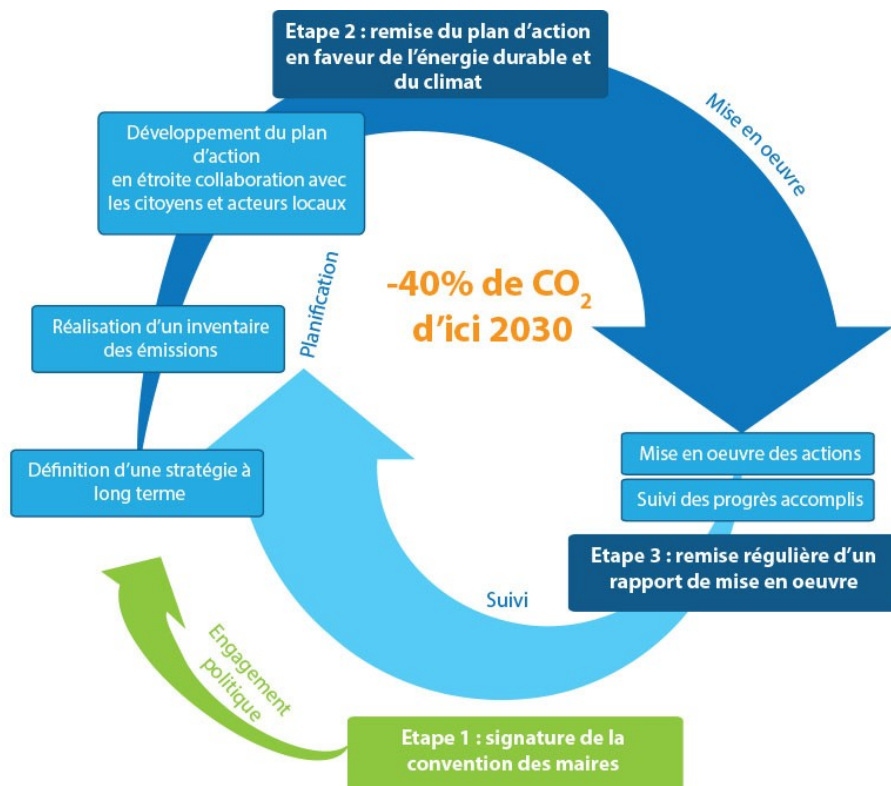 Etape 2 : remise du plan d'action
en faveur de l'énergie durable et
du climat
Mise en oeuvre
Développement du plan
d'action
en étroite collaboration avec
les citoyens et acteurs locaux
Planification
-40% de CO₂
d'ici 2030
Réalisation d'un inventaire
des émissions
Définition d'une stratégie à
long terme
Mise en oeuvre des actions
Suivi des progrès accomplis
Etape 3 : remise régulière d'un
rapport de mise en oeuvre
Suivi
Engagement
politique
Etape 1 : signature de la
convention des maires